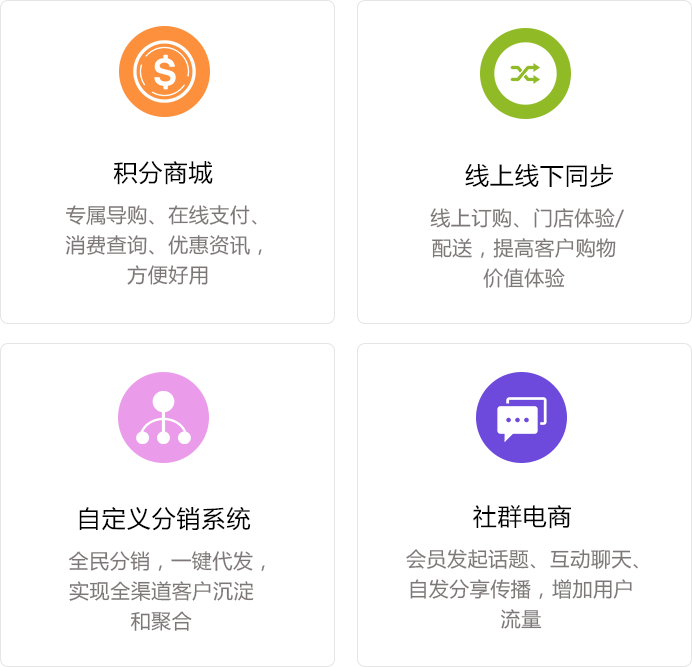 积分商城
专属导购、在线支付、
消费查询、优惠资讯，
方便好用
线上线下同步
线上订购、门店体验/
配送，提高客户购物
价值体验
自定义分销系统
全民分销，一键代发，
实现全渠道客户沉淀
和聚合
社群电商
会员发起话题、互动聊天、
自发分享传播，增加用户
流量